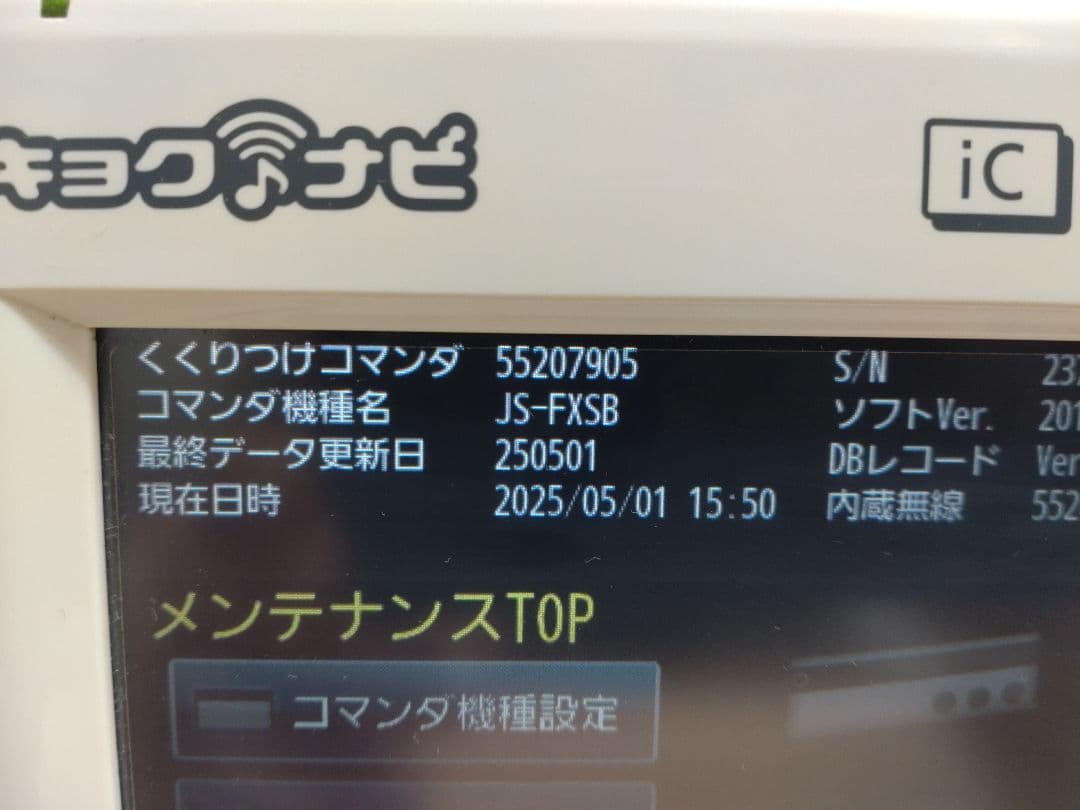 キョクナビ
iC
くくりつけコマンダ 55207905 S/N
コマンダ機種名 JS-FXSB ソフトVer. 201
最終データ更新日 250501 DBレコード Ver
現在日時 2025/05/01 15:50 内蔵無線 552
メンテナンスTOP
コマンダ機種設定